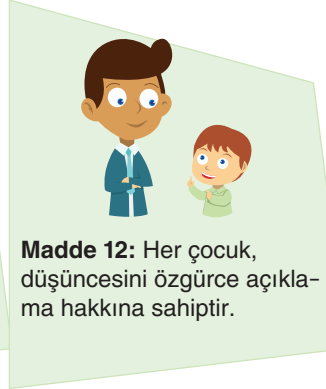 Madde 12: Her çocuk,
düşüncesini özgürce açıkla-
ma hakkına sahiptir.